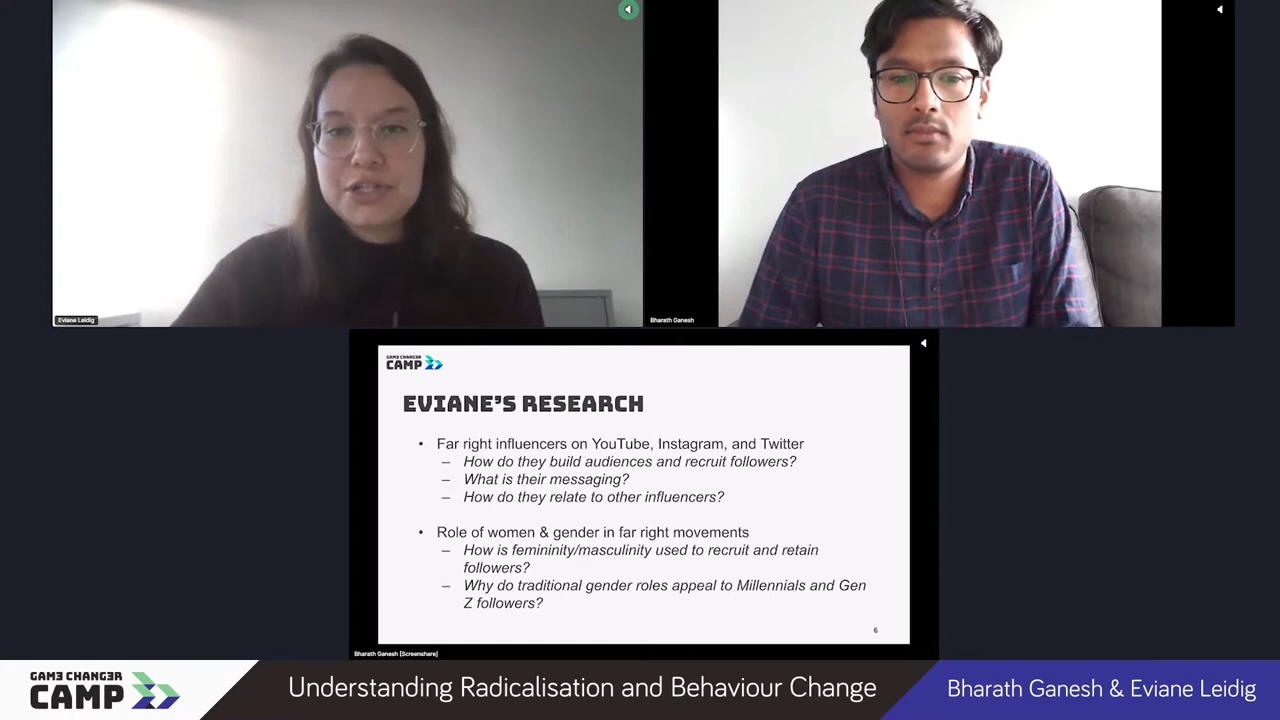 Eviane Leidig
Bharath Ganesh
GAM3 CHANG3R
CAMP
EVIANE'S RESEARCH
• Far right influencers on YouTube, Instagram, and Twitter
– How do they build audiences and recruit followers?
– What is their messaging?
– How do they relate to other influencers?
• Role of women & gender in far right movements
– How is femininity/masculinity used to recruit and retain
followers?
– Why do traditional gender roles appeal to Millennials and Gen
Z followers?
6
Bharath Ganesh [Screenshare]
GAM3 CHANG3R
CAMP
Understanding Radicalisation and Behaviour Change
Bharath Ganesh & Eviane Leidig